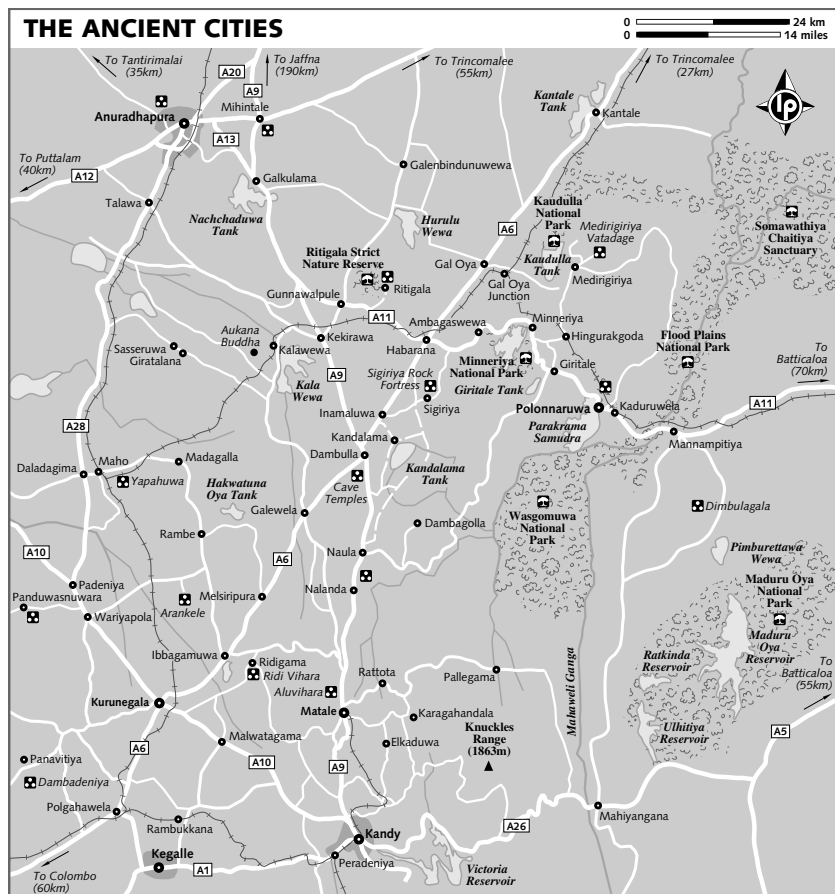 THE ANCIENT CITIES
0 24 km
0 14 miles
To Tantirimalai
(35km)
A20
To Jaffna
(190km)
A9
To Trincomalee
(55km)
To Trincomalee
(27km)
Kantale
Tank
Kantale
lp
Anuradhapura
Mihintale
A13
To Puttalam
(40km)
A12
Galenbindunuwewa
Galkulama
Talawa
Nachchaduwa
Tank
Hurulu
Wewa
A6
Kaudulla
National
Park
Medirigiriya
Vatadage
Somawathiya
Chaitiya
Sanctuary
Ritigala Strict
Nature Reserve
Gal Oya
Kaudulla
Tank
Gal Oya
Junction
Medirigiriya
Ritigala
Gunnawalpule
A11
Ambagaswewa
Minneriya
Aukana
Buddha
Kekirawa
Habarana
Hingurakgoda
Flood Plains
National Park
Sasseruwa
Giratalana
Kalawewa
Minneriya
National Park
Giritale
To
Batticaloa
(70km)
Kala
Wewa
A9
Sigiriya Rock
Fortress
Giritale Tank
Sigiriya
Inamaluwa
Polonnaruwa
Kaduruwela
A11
A28
Kandalama
Parakrama
Samudra
Mannampitiya
Dambulla
Daladagima
Maho
Madagalla
Yapahuwa
Cave
Temples
Kandalama
Tank
Hakwatuna
Oya Tank
Galewela
Dambagolla
Wasgomuwa
National
Park
Dimbulagala
Rambe
A10
A6
Naula
Pimburettawa
Wewa
Padeniya
Panduwasnuwara
Nalanda
Maduru Oya
National
Park
Arankele
Melsiripura
Wariyapola
Maduru
Oya
Reservoir
Ibbagamuwa
Ridigama
Ridi Vihara
Aluvihara
Rattota
Pallegama
Mahaweli Ganga
Ratkinda
Reservoir
To
Batticaloa
(55km)
Kurunegala
Matale
Karagahandala
Ulhitiya
Reservoir
Malwatagama
Elkaduwa
Knuckles
Range
(1863m)
A5
A6
Panavitiya
A10
A9
Dambadeniya
Polgahawela
Rambukkana
Kandy
A26
Mahiyangana
Kegalle
A1
Peradeniya
Victoria
Reservoir
To Colombo
(60km)